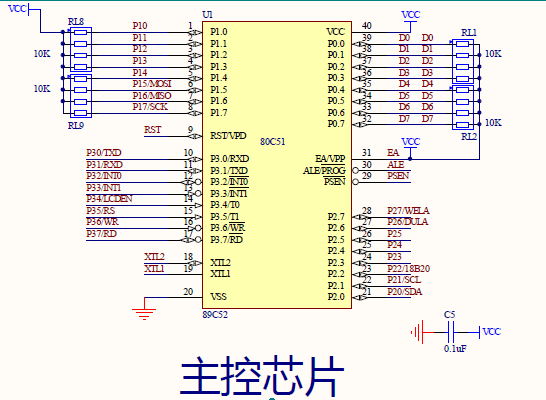 VCC
RL8
10K
10K
RL9
P10
P11
P12
P13
P14
P15/MOSI
P16/MISO
P17/SCK
RST
P30/TXD
P31/RXD
P32/INT0
P33/INT1
P34/LCDEN
P35/RS
P36/WR
P37/RD
XTL2
XTL1
1
2
3
4
5
6
7
8
9
10
11
12
13
14
15
16
17
18
19
20
U1
P1.0
P1.1
P1.2
P1.3
P1.4
P1.5
P1.6
P1.7
RST/VPD
80C51
P3.0/RXD
P3.1/TXD
P3.2/INT0
P3.3/INT1
P3.4/T0
P3.5/T1
P3.6/WR
P3.7/RD
XTL2
XTL1
VSS
89C52
VCC
P0.0
P0.1
P0.2
P0.3
P0.4
P0.5
P0.6
P0.7
EA/VPP
ALE/PROG
PSEN
P2.7
P2.6
P2.5
P2.4
P2.3
P2.2
P2.1
P2.0
40
39
38
37
36
35
34
33
32
31
30
29
28
27
26
25
24
23
22
21
VCC
D0 D0
D1 D1
D2 D2
D3 D3
D4 D4
D5 D5
D6 D6
D7 D7
RL1
10K
10K
RL2
VCC
EA
ALE
PSEN
P27/WELA
P26/DULA
P25
P24
P23
P22/18B20
P21/SCL
P20/SDA
C5
VCC
0.1uF
主控芯片